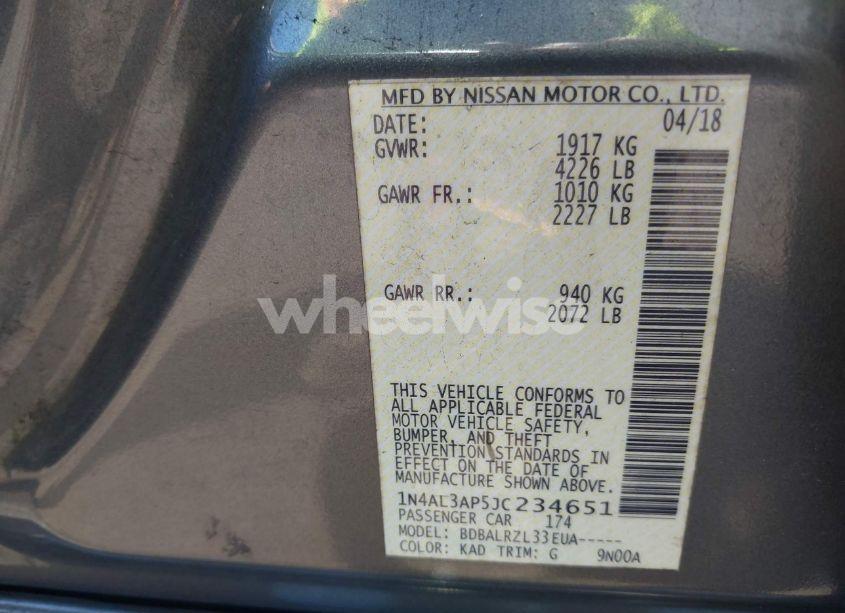 MFD BY NISSAN MOTOR CO., LTD.
DATE: 04/18
GVWR: 1917 KG
4226 LB
GAWR FR.: 1010 KG
2227 LB
GAWR RR.: 940 KG
2072 LB
wheelwise
THIS VEHICLE CONFORMS TO
ALL APPLICABLE FEDERAL
MOTOR VEHICLE SAFETY,
BUMPER, AND THEFT
PREVENTION STANDARDS IN
EFFECT ON THE DATE OF
MANUFACTURE SHOWN ABOVE.
1N4AL3AP5JC234651
PASSENGER CAR 174
MODEL: BDBALRZL33EUA-----
COLOR: KAD TRIM: G 9N00A